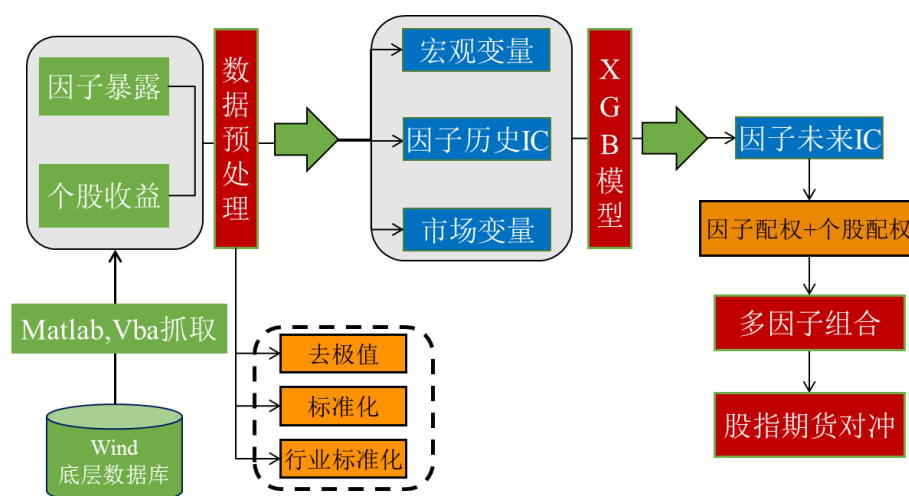 因子暴露
个股收益
数据预处理
宏观变量
因子历史IC
市场变量
XGB模型
因子未来IC
因子配权+个股配权
多因子组合
股指期货对冲
Matlab,Vba抓取
Wind
底层数据库
去极值
标准化
行业标准化